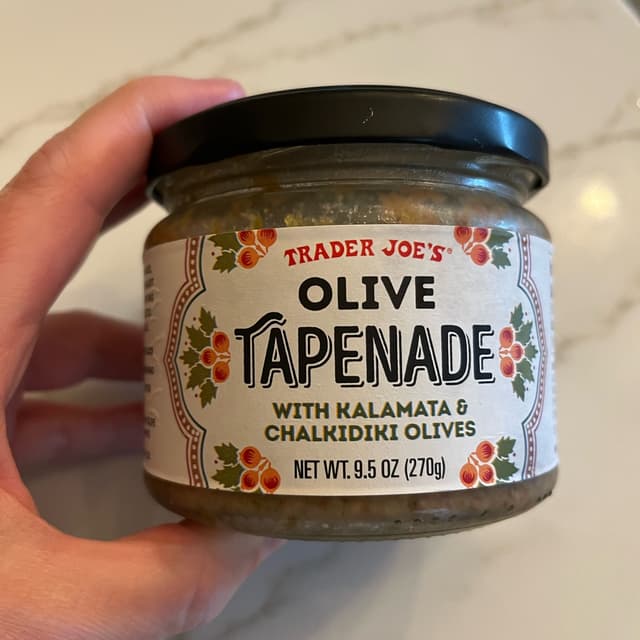 TRADER JOE'S®
OLIVE
TAPENADE
WITH KALAMATA &
CHALKIDIKI OLIVES
NET WT. 9.5 OZ (270g)